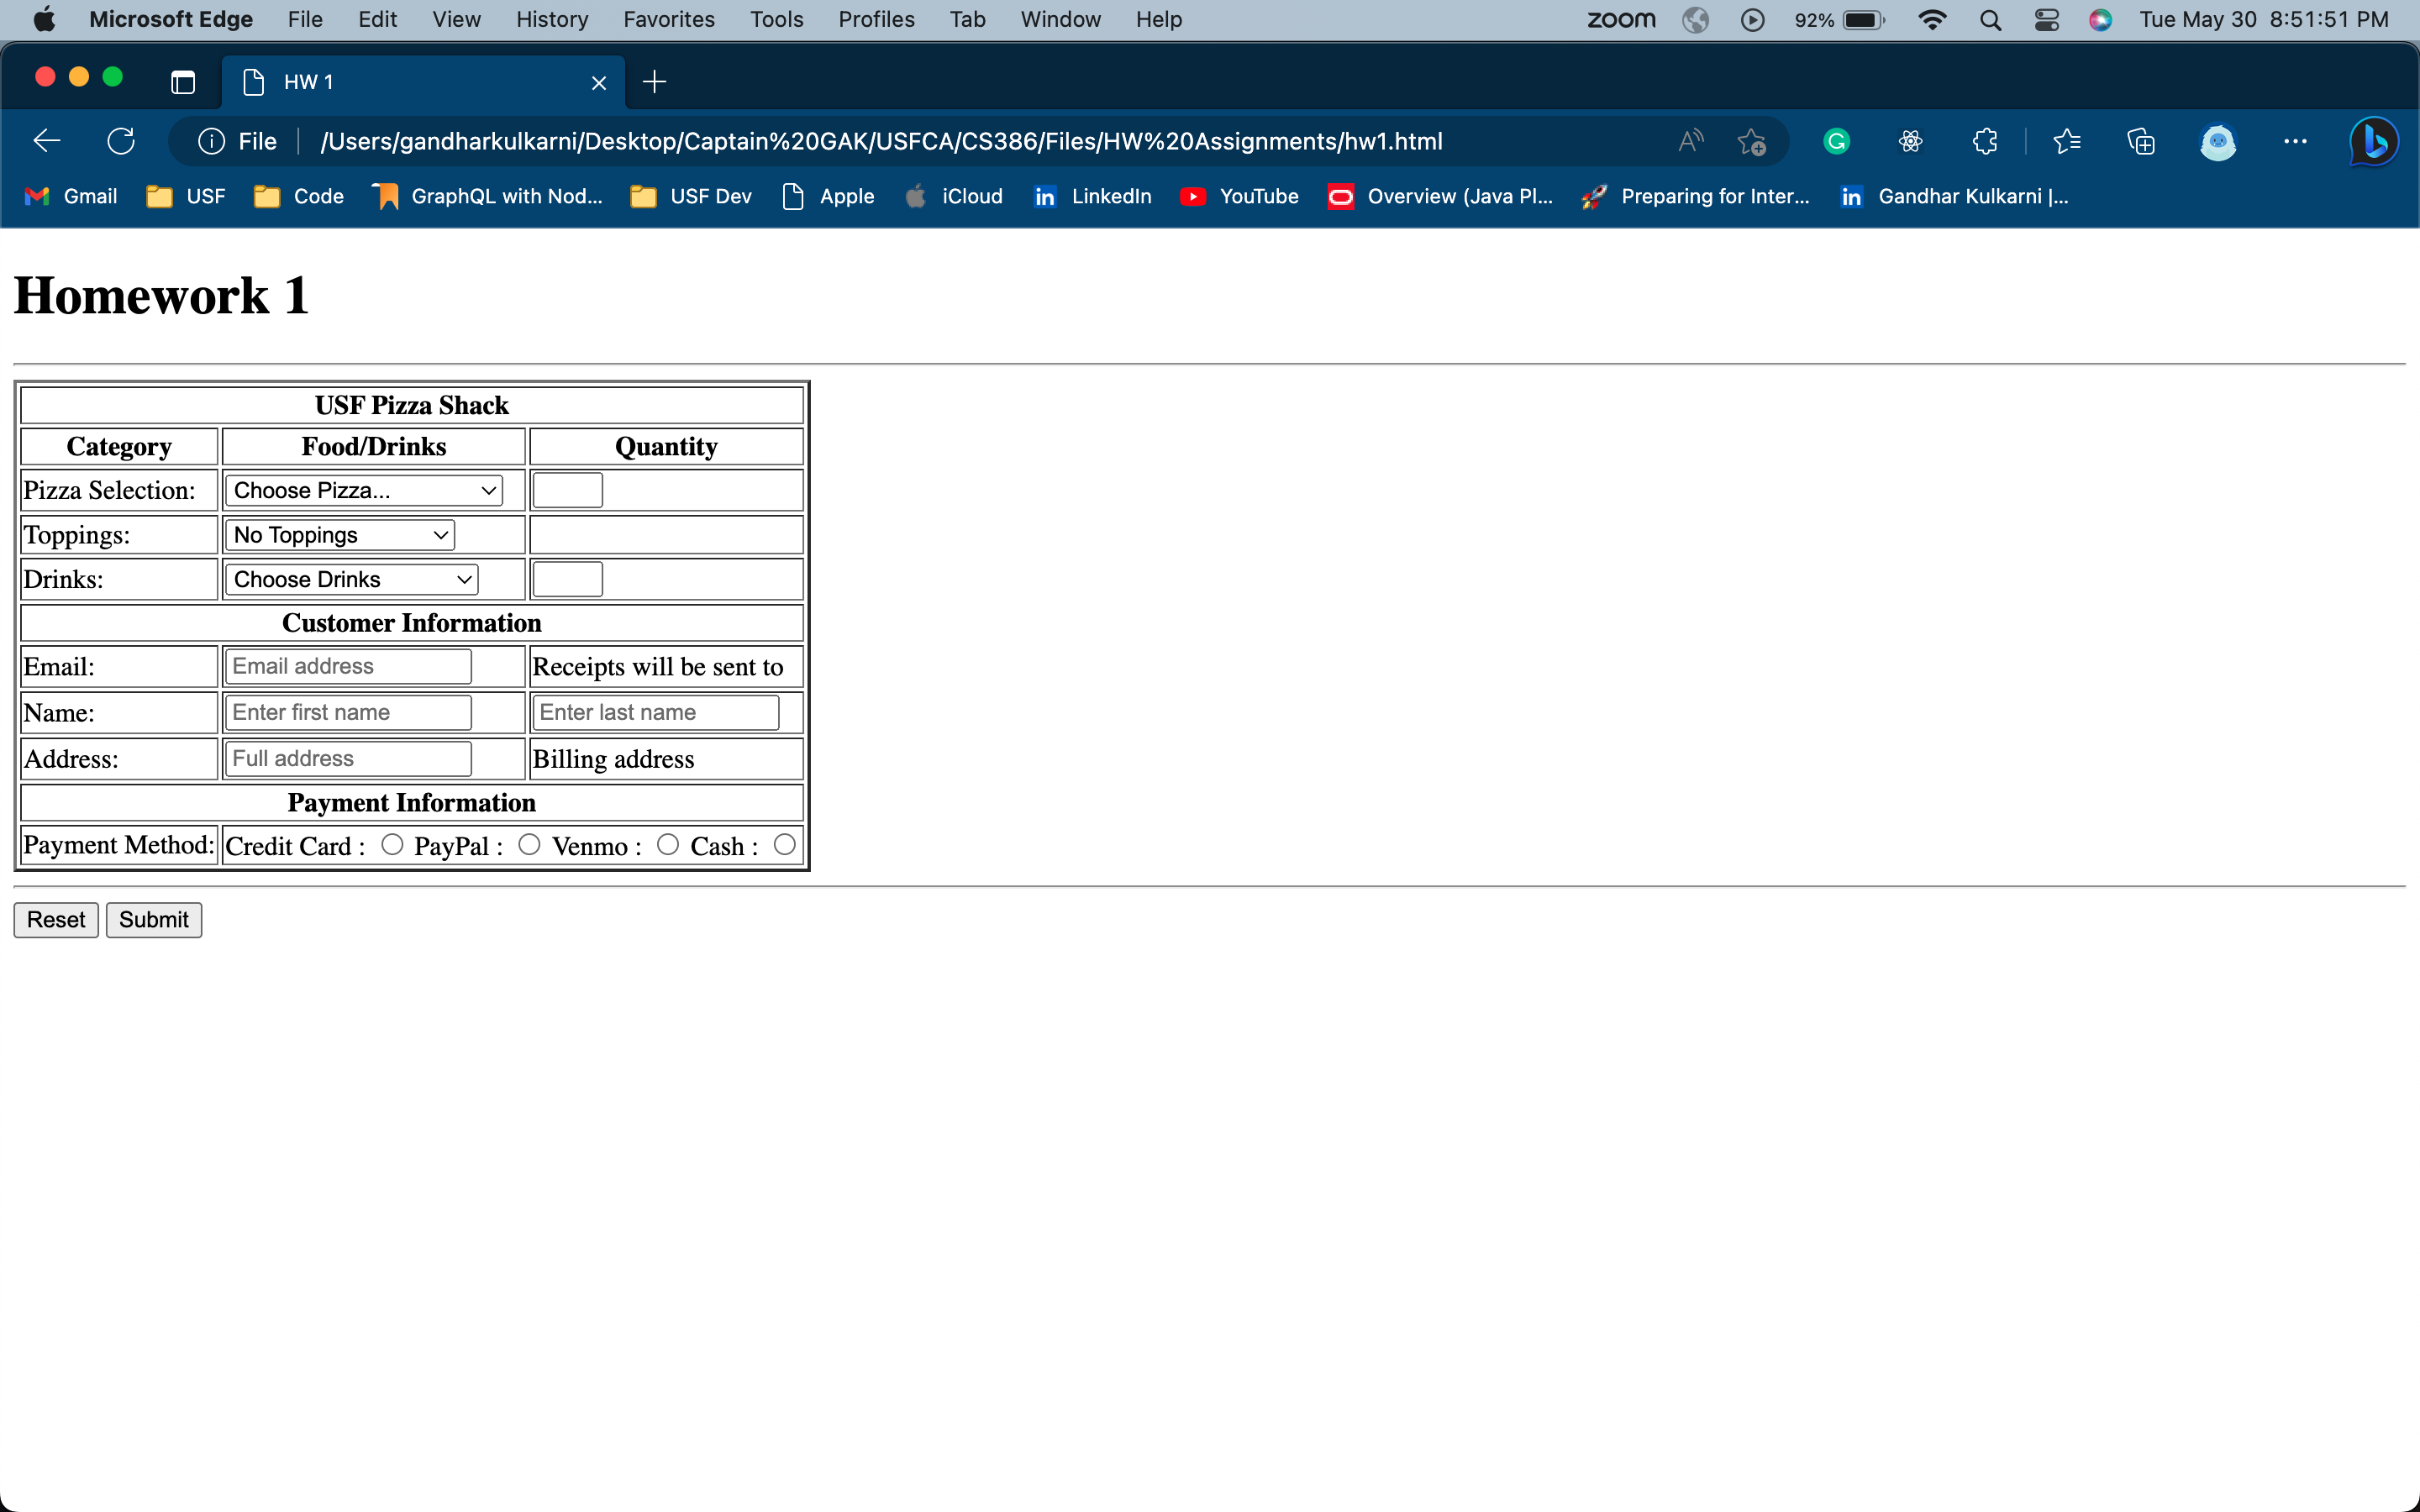 Microsoft Edge File Edit View History Favorites Tools Profiles Tab Window Help zoom 92% Tue May 30 8:51:51 PM
HW 1
File /Users/gandharkulkarni/Desktop/Captain%20GAK/USFCA/CS386/Files/HW%20Assignments/hw1.html
Gmail USF Code GraphQL with Nod... USF Dev Apple iCloud LinkedIn YouTube Overview (Java Pl... Preparing for Inter... Gandhar Kulkarni |...
Homework 1
USF Pizza Shack
Category Food/Drinks Quantity
Pizza Selection: Choose Pizza...
Toppings: No Toppings
Drinks: Choose Drinks
Customer Information
Email: Email address Receipts will be sent to
Name: Enter first name Enter last name
Address: Full address Billing address
Payment Information
Payment Method: Credit Card : PayPal : Venmo : Cash :
Reset Submit